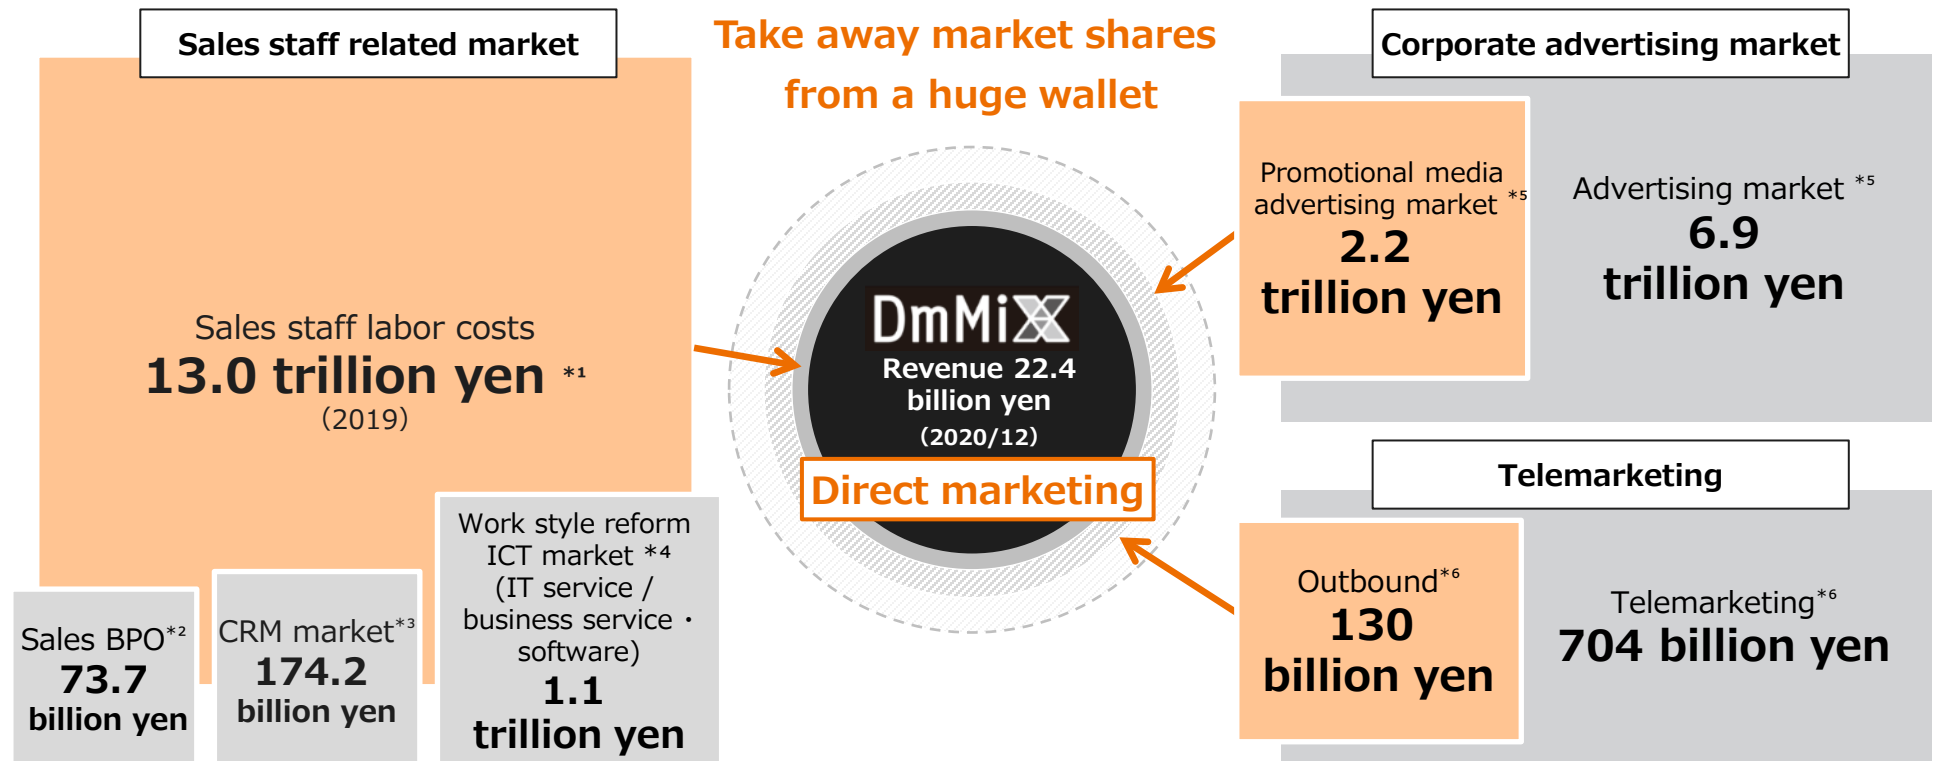 Sales staff related market
Sales staff labor costs
13.0 trillion yen *1
（2019）
Sales BPO*2
73.7
billion yen
CRM market*3
174.2
billion yen
Work style reform
ICT market *4
(IT service /
business service・
software)
1.1
trillion yen
Take away market shares
from a huge wallet
DmMiX
Revenue 22.4
billion yen
（2020/12）
Direct marketing
Corporate advertising market
Promotional media
advertising market *5
2.2
trillion yen
Advertising market *5
6.9
trillion yen
Telemarketing
Outbound*6
130
billion yen
Telemarketing*6
704 billion yen